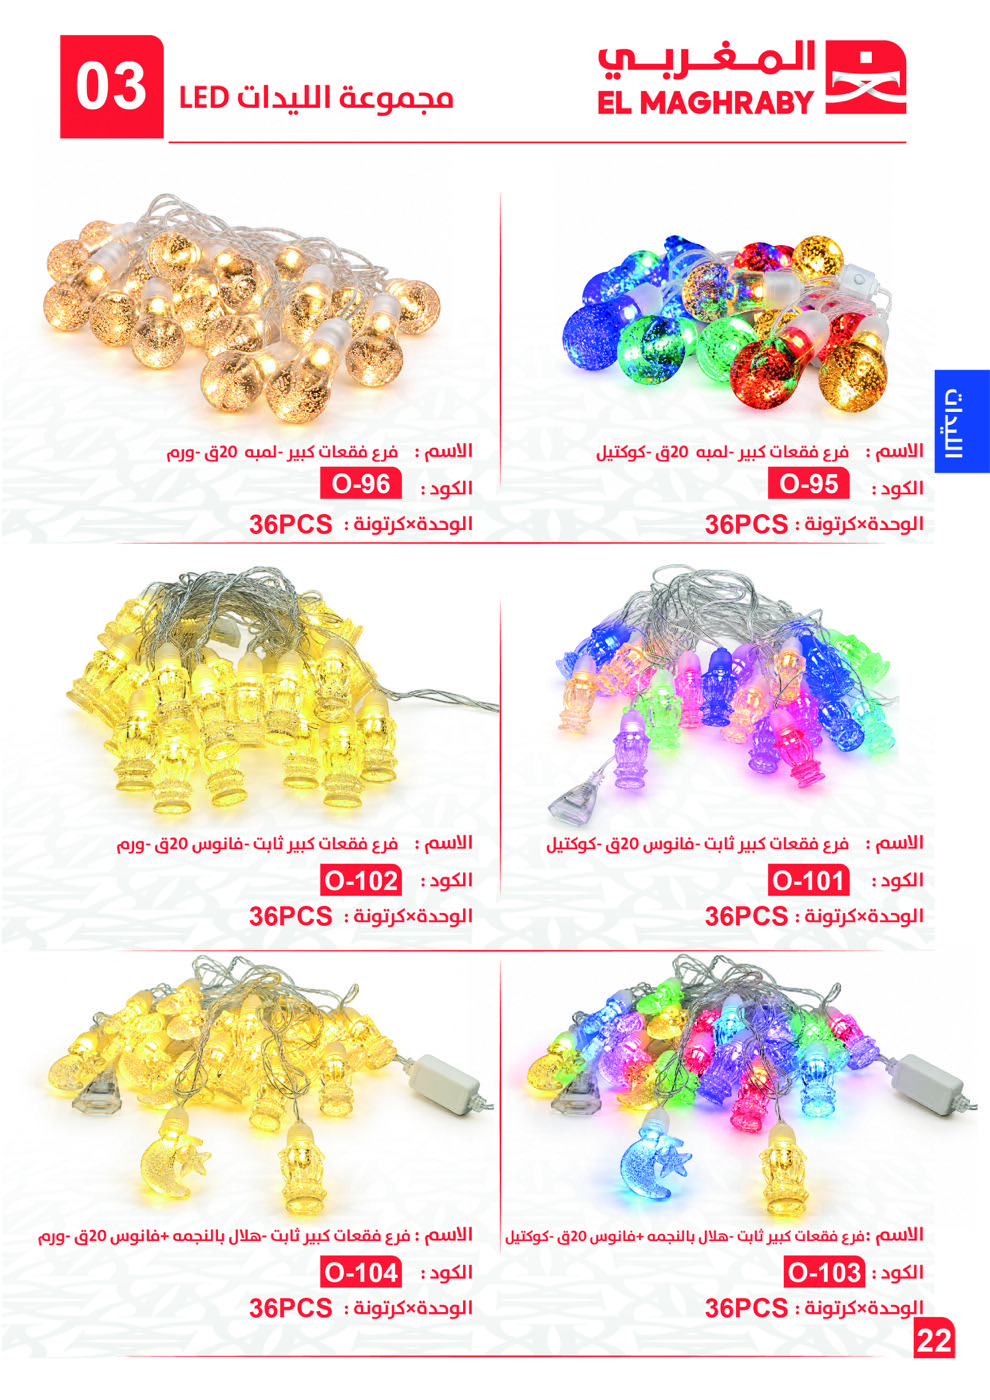 المغربي
EL MAGHRABY
03
مجموعة الليدات LED
الاسم : فرع فقعات كبير -لمبه 20ق -كوكتيل
الكود : O-95
الوحدة×كرتونة : 36PCS
الاسم : فرع فقعات كبير -لمبه 20ق -ورم
الكود : O-96
الوحدة×كرتونة : 36PCS
الليدات
الاسم : فرع فقعات كبير ثابت -فانوس 20ق -كوكتيل
الكود : O-101
الوحدة×كرتونة : 36PCS
الاسم : فرع فقعات كبير ثابت -فانوس 20ق -ورم
الكود : O-102
الوحدة×كرتونة : 36PCS
الاسم :فرع فقعات كبير ثابت -هلال بالنجمه +فانوس 20ق -كوكتيل
الكود : O-103
الوحدة×كرتونة : 36PCS
الاسم : فرع فقعات كبير ثابت -هلال بالنجمه +فانوس 20ق -ورم
الكود : O-104
الوحدة×كرتونة : 36PCS
22